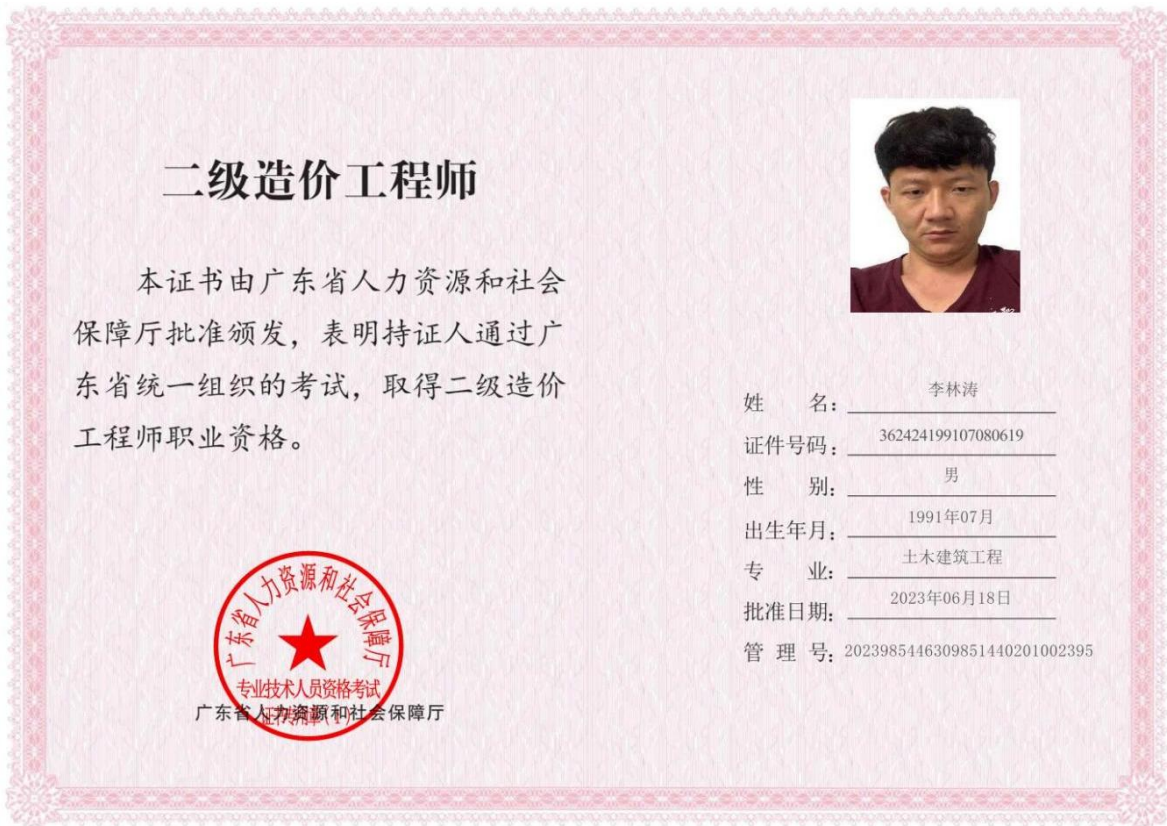 二级造价工程师
本证书由广东省人力资源和社会
保障厅批准颁发，表明持证人通过广
东省统一组织的考试，取得二级造价
工程师职业资格。
姓 名：李林涛
证件号码：362424199107080619
性 别：男
出生年月：1991年07月
专 业：土木建筑工程
批准日期：2023年06月18日
管 理 号：2023985446309851440201002395
广东省人力资源和社会保障厅
专业技术人员资格考试
广东省人力资源和社会保障厅